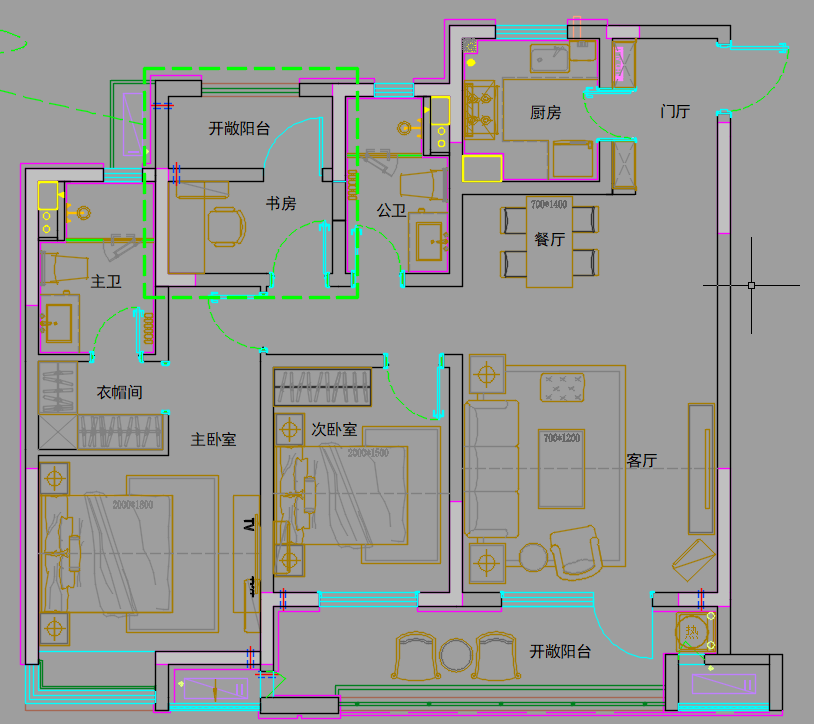 开敞阳台
厨房
门厅
书房
公卫
700*1400
餐厅
主卫
衣帽间
主卧室
次卧室
2000*1500
700*1200
客厅
2000*1800
TV
热
开敞阳台